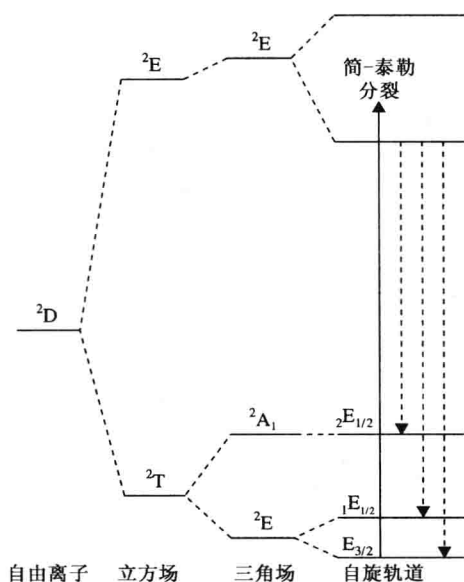 ²E
²E
简-泰勒
分裂
²D
²A₁
₂E₁/₂
²T
²E
₁E₁/₂
E₃/₂
自由离子
立方场
三角场
自旋轨道